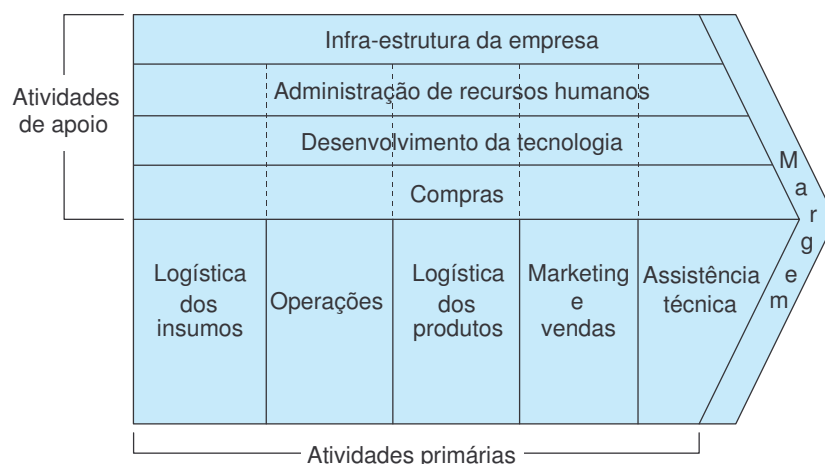 Infra-estrutura da empresa
Administração de recursos humanos
Atividades
de apoio
Desenvolvimento da tecnologia
Compras
Margem
Logística
dos
insumos
Operações
Logística
dos
produtos
Marketing
e
vendas
Assistência
técnica
Atividades primárias